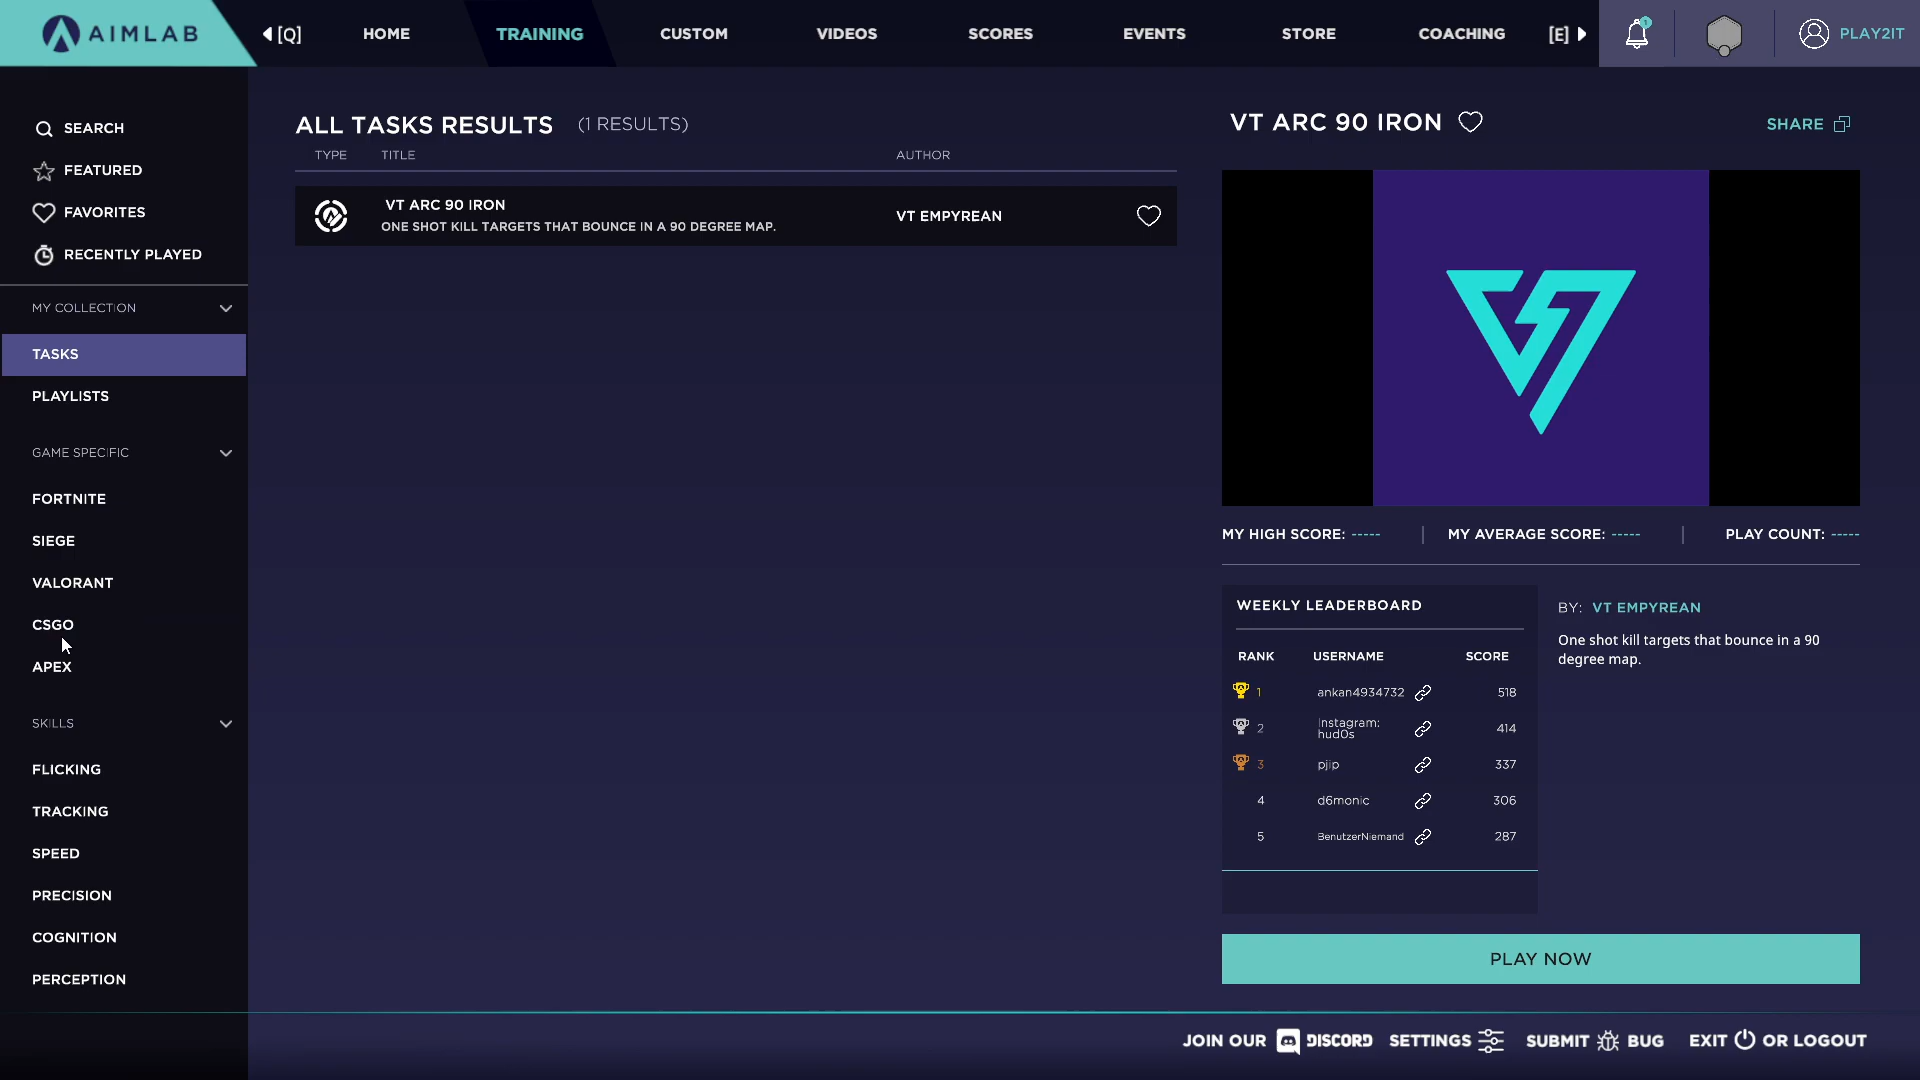 AIMLAB
[Q]
HOME
TRAINING
CUSTOM
VIDEOS
SCORES
EVENTS
STORE
COACHING
[E]
1
PLAY2IT
SEARCH
FEATURED
FAVORITES
RECENTLY PLAYED
MY COLLECTION
TASKS
PLAYLISTS
GAME SPECIFIC
FORTNITE
SIEGE
VALORANT
CSGO
APEX
SKILLS
FLICKING
TRACKING
SPEED
PRECISION
COGNITION
PERCEPTION
ALL TASKS RESULTS (1 RESULTS)
TYPE TITLE AUTHOR
VT ARC 90 IRON
ONE SHOT KILL TARGETS THAT BOUNCE IN A 90 DEGREE MAP.
VT EMPYREAN
VT ARC 90 IRON
SHARE
MY HIGH SCORE: ----- MY AVERAGE SCORE: ----- PLAY COUNT: -----
WEEKLY LEADERBOARD
RANK USERNAME SCORE
1 ankan4934732 518
2 Instagram: hud0s 414
3 pjip 337
4 d6monic 306
5 BenutzerNiemand 287
BY: VT EMPYREAN
One shot kill targets that bounce in a 90
degree map.
PLAY NOW
JOIN OUR DISCORD SETTINGS SUBMIT BUG EXIT OR LOGOUT